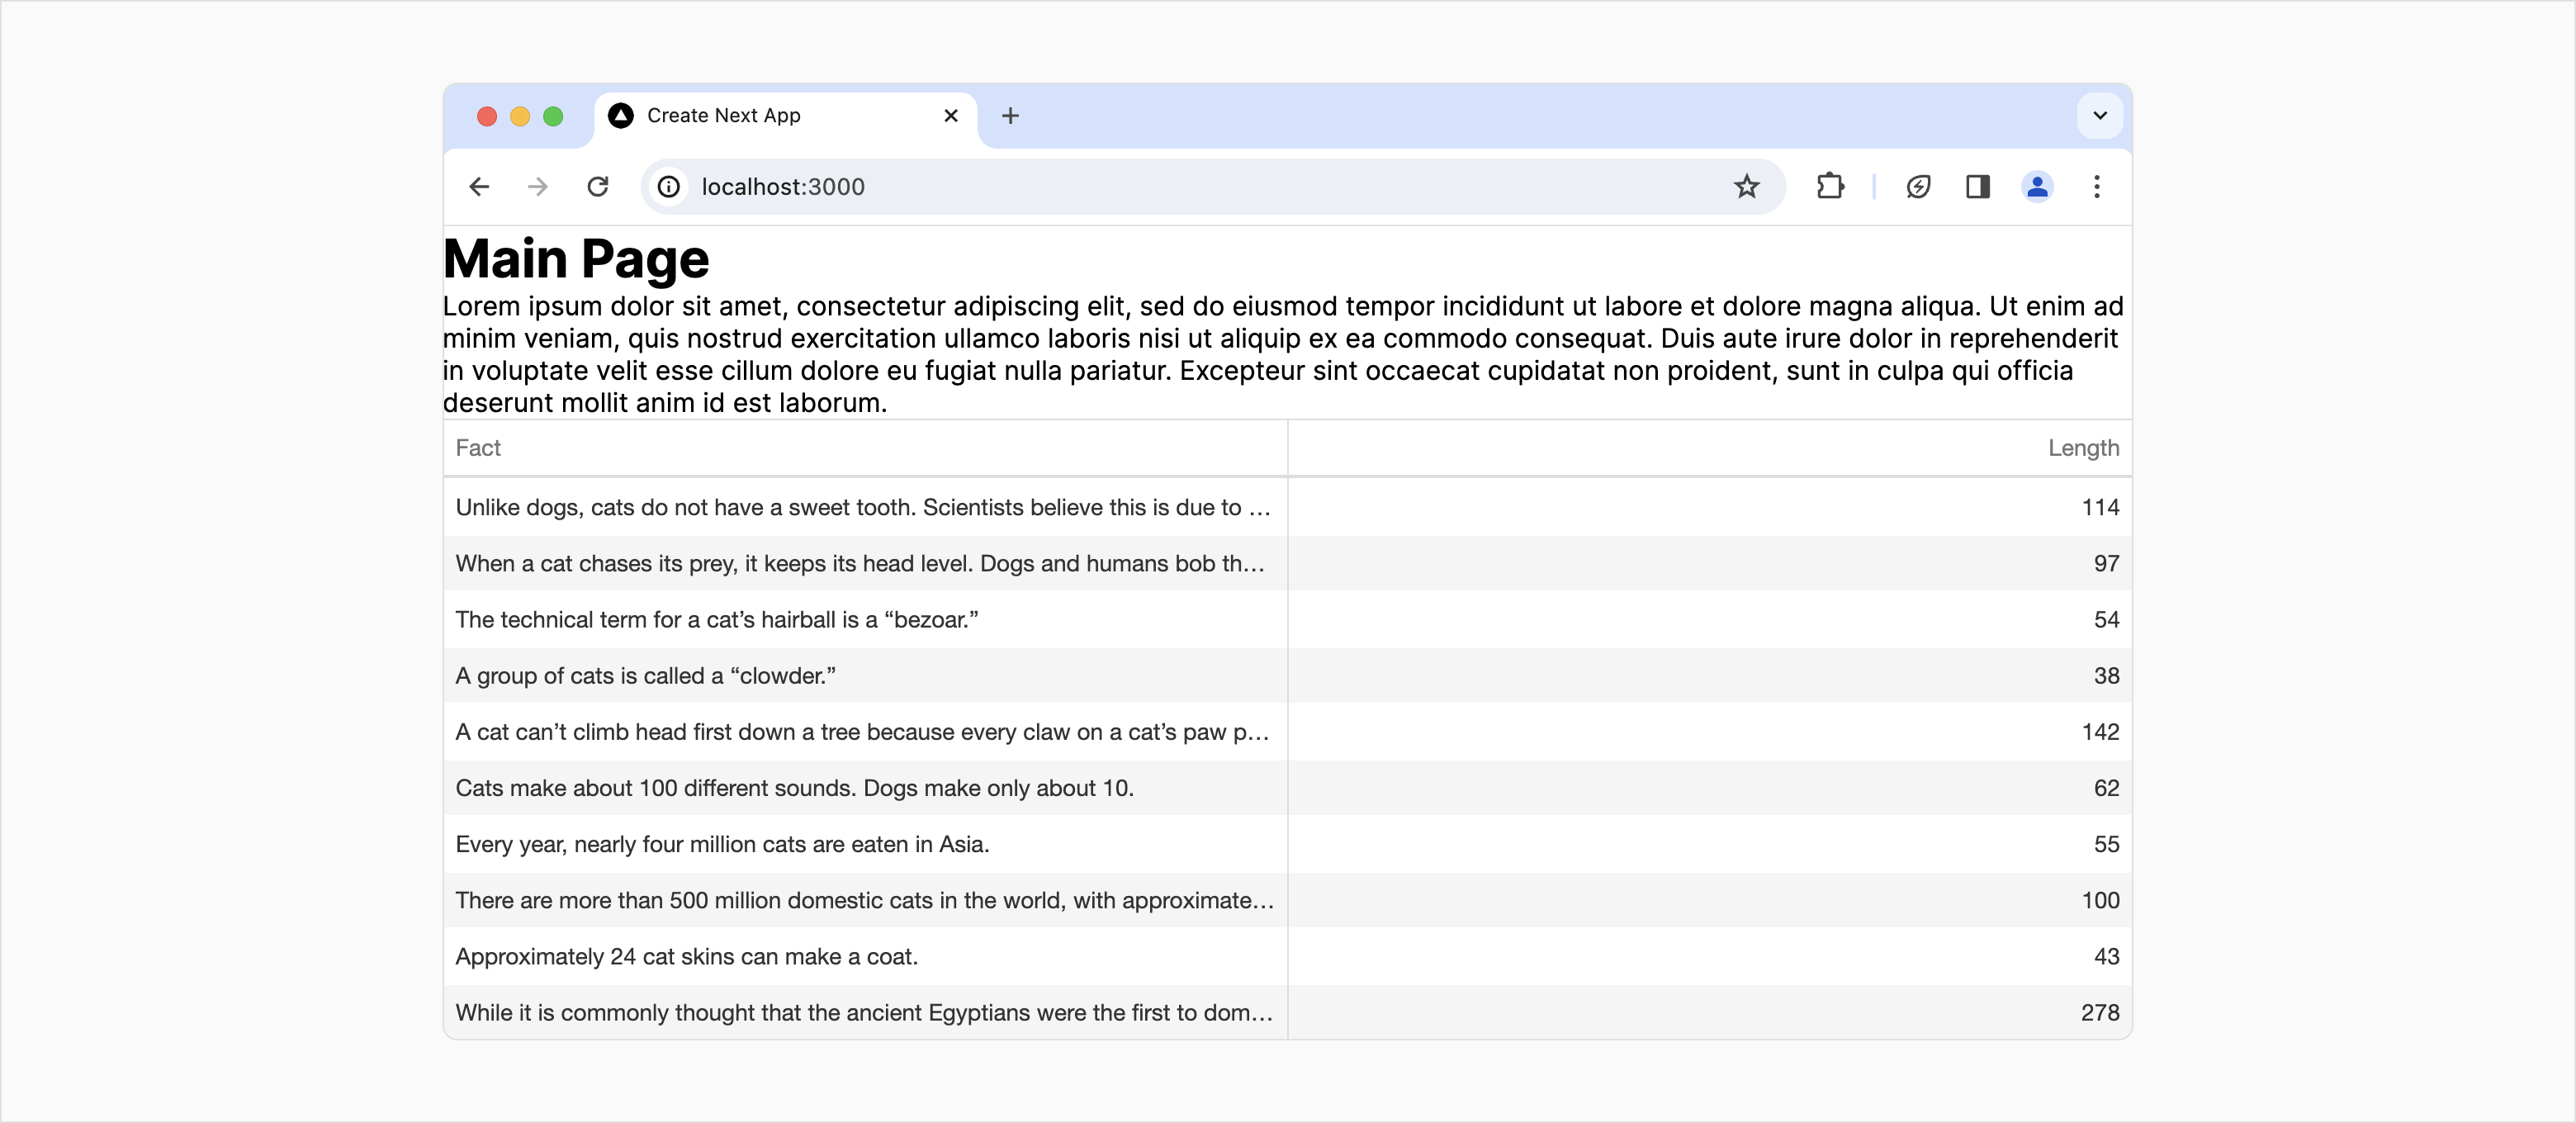 Create Next App
localhost:3000
Main Page
Lorem ipsum dolor sit amet, consectetur adipiscing elit, sed do eiusmod tempor incididunt ut labore et dolore magna aliqua. Ut enim ad
minim veniam, quis nostrud exercitation ullamco laboris nisi ut aliquip ex ea commodo consequat. Duis aute irure dolor in reprehenderit
in voluptate velit esse cillum dolore eu fugiat nulla pariatur. Excepteur sint occaecat cupidatat non proident, sunt in culpa qui officia
deserunt mollit anim id est laborum.
Fact Length
Unlike dogs, cats do not have a sweet tooth. Scientists believe this is due to … 114
When a cat chases its prey, it keeps its head level. Dogs and humans bob th… 97
The technical term for a cat’s hairball is a “bezoar.” 54
A group of cats is called a “clowder.” 38
A cat can’t climb head first down a tree because every claw on a cat’s paw p… 142
Cats make about 100 different sounds. Dogs make only about 10. 62
Every year, nearly four million cats are eaten in Asia. 55
There are more than 500 million domestic cats in the world, with approximate… 100
Approximately 24 cat skins can make a coat. 43
While it is commonly thought that the ancient Egyptians were the first to dom… 278